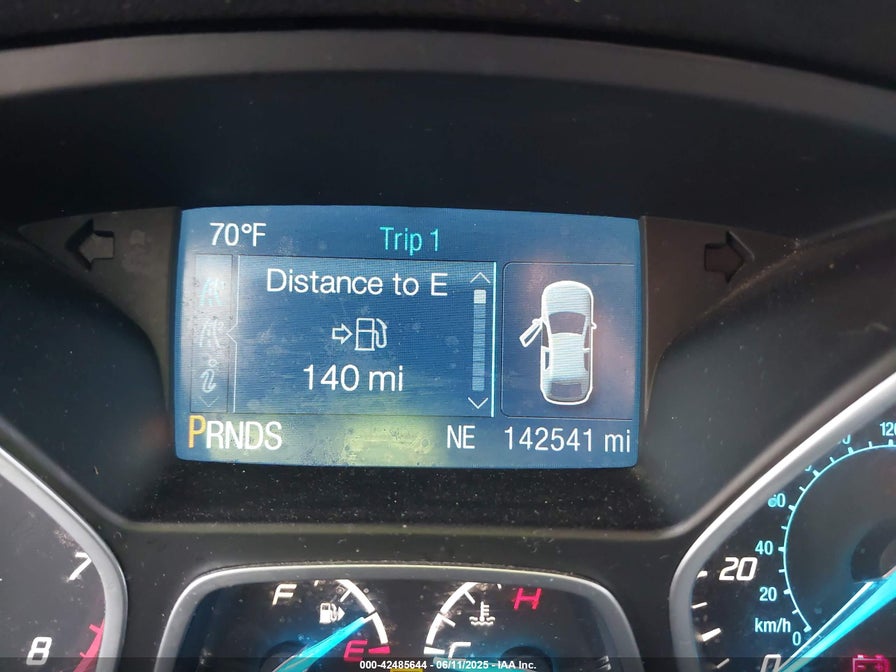 70°F
Trip 1
Distance to E
140 mi
PRNDS
NE
142541 mi
7
8
F
E
H
C
120
60
40
20
km/h
0
20
0
000-42485644 - 06/11/2025 - IAA Inc.